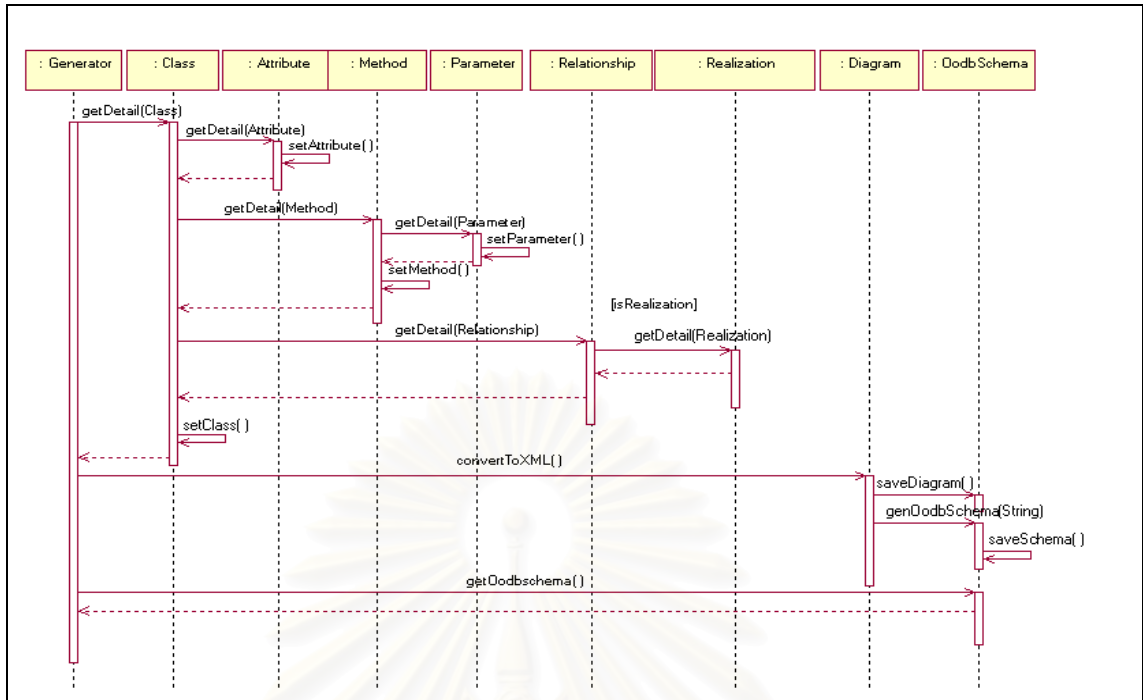 : Generator
: Class
: Attribute
: Method
: Parameter
: Relationship
: Realization
: Diagram
: OodbSchema
getDetail(Class)
getDetail(Attribute)
setAttribute( )
getDetail(Method)
getDetail(Parameter)
setParameter( )
setMethod( )
[isRealization]
getDetail(Relationship)
getDetail(Realization)
setClass( )
convertToXML( )
saveDiagram( )
genOodbSchema(String)
saveSchema( )
getOodbschema( )